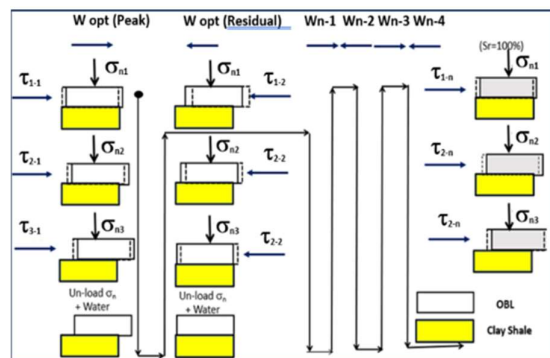 W opt (Peak) W opt (Residual) Wn-1 Wn-2 Wn-3 Wn-4
(Sr=100%)
σn1 σn1 σn1
τ1-1 τ1-2 τ1-n
σn2 σn2 σn2
τ2-1 τ2-2 τ2-n
σn3 σn3 σn3
τ3-1 τ2-2 τ2-n
Un-load σn Un-load σn
+ Water + Water
OBL
Clay Shale